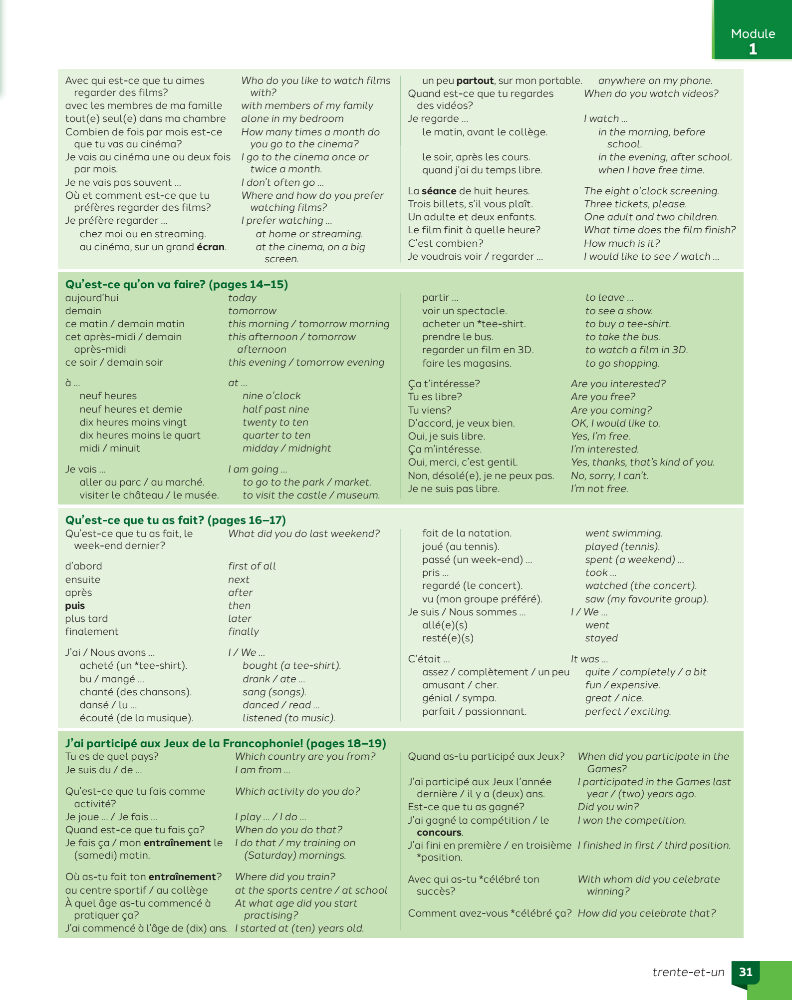 Module
1
Avec qui est-ce que tu aimes
regarder des films?
Who do you like to watch films
with?
avec les membres de ma famille
with members of my family
tout(e) seul(e) dans ma chambre
alone in my bedroom
Combien de fois par mois est-ce
que tu vas au cinéma?
How many times a month do
you go to the cinema?
Je vais au cinéma une ou deux fois
par mois.
I go to the cinema once or
twice a month.
Je ne vais pas souvent ...
I don't often go ...
Où et comment est-ce que tu
préfères regarder des films?
Where and how do you prefer
watching films?
Je préfère regarder ...
I prefer watching ...
chez moi ou en streaming.
at home or streaming.
au cinéma, sur un grand écran.
at the cinema, on a big
screen.
un peu partout, sur mon portable.
anywhere on my phone.
Quand est-ce que tu regardes
des vidéos?
When do you watch videos?
Je regarde ...
I watch ...
le matin, avant le collège.
in the morning, before
school.
le soir, après les cours.
in the evening, after school.
quand j'ai du temps libre.
when I have free time.
La séance de huit heures.
The eight o'clock screening.
Trois billets, s'il vous plaît.
Three tickets, please.
Un adulte et deux enfants.
One adult and two children.
Le film finit à quelle heure?
What time does the film finish?
C'est combien?
How much is it?
Je voudrais voir / regarder ...
I would like to see / watch ...
Qu'est-ce qu'on va faire? (pages 14–15)
aujourd'hui
today
demain
tomorrow
ce matin / demain matin
this morning / tomorrow morning
cet après-midi / demain
après-midi
this afternoon / tomorrow
afternoon
ce soir / demain soir
this evening / tomorrow evening
à ...
at ...
neuf heures
nine o'clock
neuf heures et demie
half past nine
dix heures moins vingt
twenty to ten
dix heures moins le quart
quarter to ten
midi / minuit
midday / midnight
Je vais ...
I am going ...
aller au parc / au marché.
to go to the park / market.
visiter le château / le musée.
to visit the castle / museum.
partir ...
to leave ...
voir un spectacle.
to see a show.
acheter un *tee-shirt.
to buy a tee-shirt.
prendre le bus.
to take the bus.
regarder un film en 3D.
to watch a film in 3D.
faire les magasins.
to go shopping.
Ça t'intéresse?
Are you interested?
Tu es libre?
Are you free?
Tu viens?
Are you coming?
D'accord, je veux bien.
OK, I would like to.
Oui, je suis libre.
Yes, I'm free.
Ça m'intéresse.
I'm interested.
Oui, merci, c'est gentil.
Yes, thanks, that's kind of you.
Non, désolé(e), je ne peux pas.
No, sorry, I can't.
Je ne suis pas libre.
I'm not free.
Qu'est-ce que tu as fait? (pages 16–17)
Qu'est-ce que tu as fait, le
week-end dernier?
What did you do last weekend?
d'abord
first of all
ensuite
next
après
after
puis
then
plus tard
later
finalement
finally
J'ai / Nous avons ...
I / We ...
acheté (un *tee-shirt).
bought (a tee-shirt).
bu / mangé ...
drank / ate ...
chanté (des chansons).
sang (songs).
dansé / lu ...
danced / read ...
écouté (de la musique).
listened (to music).
fait de la natation.
went swimming.
joué (au tennis).
played (tennis).
passé (un week-end) ...
spent (a weekend) ...
pris ...
took ...
regardé (le concert).
watched (the concert).
vu (mon groupe préféré).
saw (my favourite group).
Je suis / Nous sommes ...
I / We ...
allé(e)(s)
went
resté(e)(s)
stayed
C'était ...
It was ...
assez / complètement / un peu
quite / completely / a bit
amusant / cher.
fun / expensive.
génial / sympa.
great / nice.
parfait / passionnant.
perfect / exciting.
J'ai participé aux Jeux de la Francophonie! (pages 18–19)
Tu es de quel pays?
Which country are you from?
Je suis du / de ...
I am from ...
Qu'est-ce que tu fais comme
activité?
Which activity do you do?
Je joue ... / Je fais ...
I play ... / I do ...
Quand est-ce que tu fais ça?
When do you do that?
Je fais ça / mon entraînement le
(samedi) matin.
I do that / my training on
(Saturday) mornings.
Où as-tu fait ton entraînement?
Where did you train?
au centre sportif / au collège
at the sports centre / at school
À quel âge as-tu commencé à
pratiquer ça?
At what age did you start
practising?
J'ai commencé à l'âge de (dix) ans.
I started at (ten) years old.
Quand as-tu participé aux Jeux?
When did you participate in the
Games?
J'ai participé aux Jeux l'année
dernière / il y a (deux) ans.
I participated in the Games last
year / (two) years ago.
Est-ce que tu as gagné?
Did you win?
J'ai gagné la compétition / le
concours.
I won the competition.
J'ai fini en première / en troisième
*position.
I finished in first / third position.
Avec qui as-tu *célébré ton
succès?
With whom did you celebrate
winning?
Comment avez-vous *célébré ça?
How did you celebrate that?
trente-et-un
31